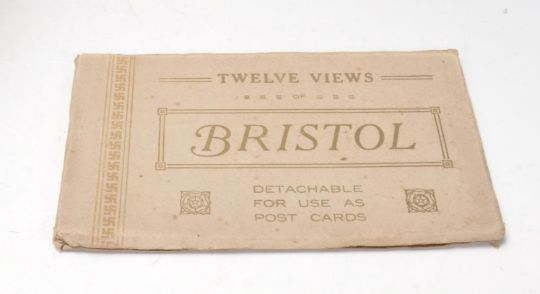 TWELVE VIEWS
OF
BRISTOL
DETACHABLE
FOR USE AS
POST CARDS